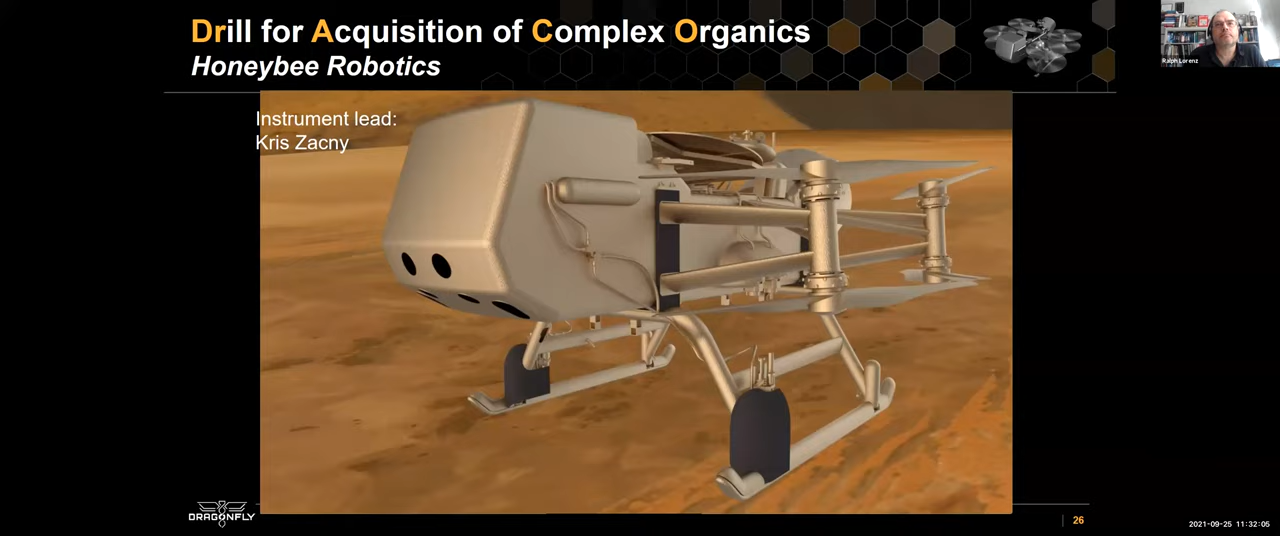 Drill for Acquisition of Complex Organics
Honeybee Robotics
Ralph Lorenz
Instrument lead:
Kris Zacny
DRAGONFLY
26
2021-09-25 11:32:05